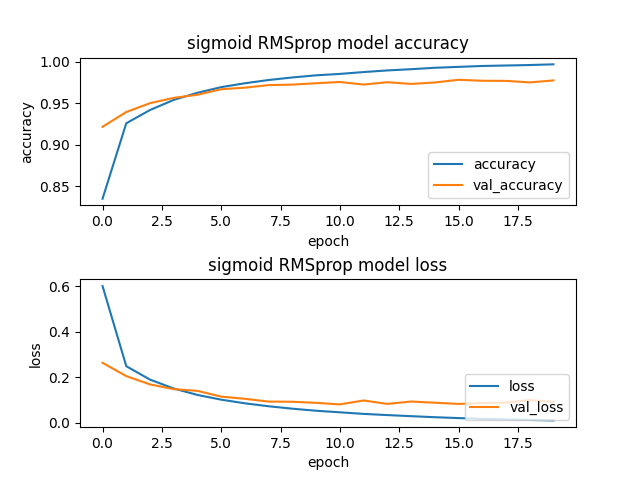 sigmoid RMSprop model accuracy
1.00
0.95
0.90
0.85
accuracy
accuracy
val_accuracy
0.0 2.5 5.0 7.5 10.0 12.5 15.0 17.5
epoch
sigmoid RMSprop model loss
0.6
0.4
0.2
0.0
loss
loss
val_loss
0.0 2.5 5.0 7.5 10.0 12.5 15.0 17.5
epoch